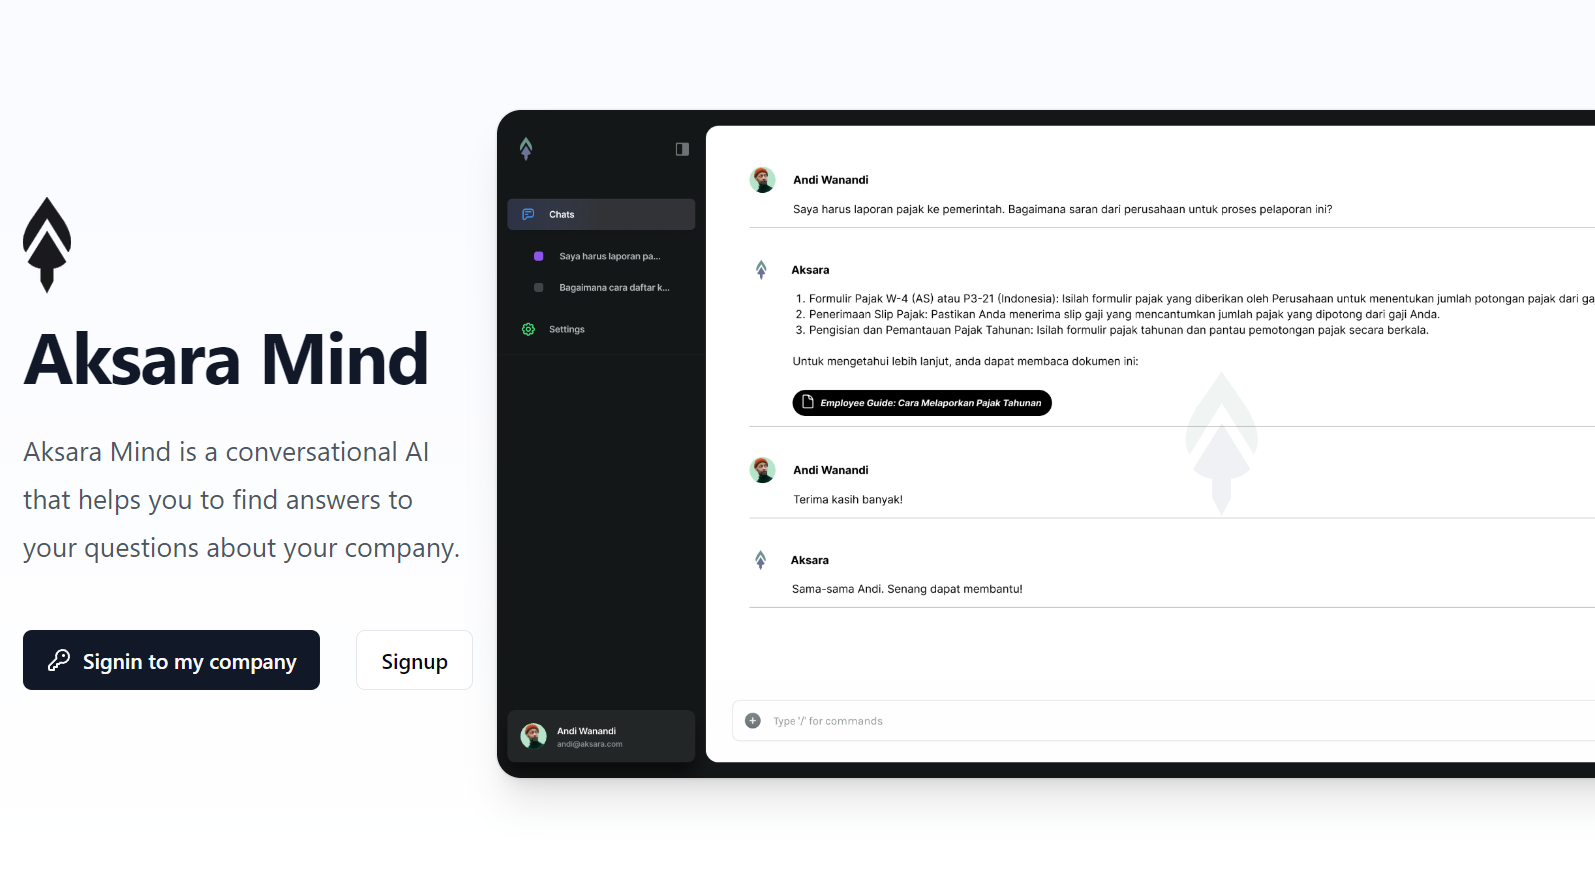 Aksara Mind
Aksara Mind is a conversational AI
that helps you to find answers to
your questions about your company.
Signin to my company
Signup
Chats
Saya harus laporan pa...
Bagaimana cara daftar k...
Settings
Andi Wanandi
andi@aksara.com
Andi Wanandi
Saya harus laporan pajak ke pemerintah. Bagaimana saran dari perusahaan untuk proses pelaporan ini?
Aksara
1. Formulir Pajak W-4 (AS) atau P3-21 (Indonesia): Isilah formulir pajak yang diberikan oleh Perusahaan untuk menentukan jumlah potongan pajak dari ga
2. Penerimaan Slip Pajak: Pastikan Anda menerima slip gaji yang mencantumkan jumlah pajak yang dipotong dari gaji Anda.
3. Pengisian dan Pemantauan Pajak Tahunan: Isilah formulir pajak tahunan dan pantau pemotongan pajak secara berkala.
Untuk mengetahui lebih lanjut, anda dapat membaca dokumen ini:
Employee Guide: Cara Melaporkan Pajak Tahunan
Andi Wanandi
Terima kasih banyak!
Aksara
Sama-sama Andi. Senang dapat membantu!
Type '/' for commands